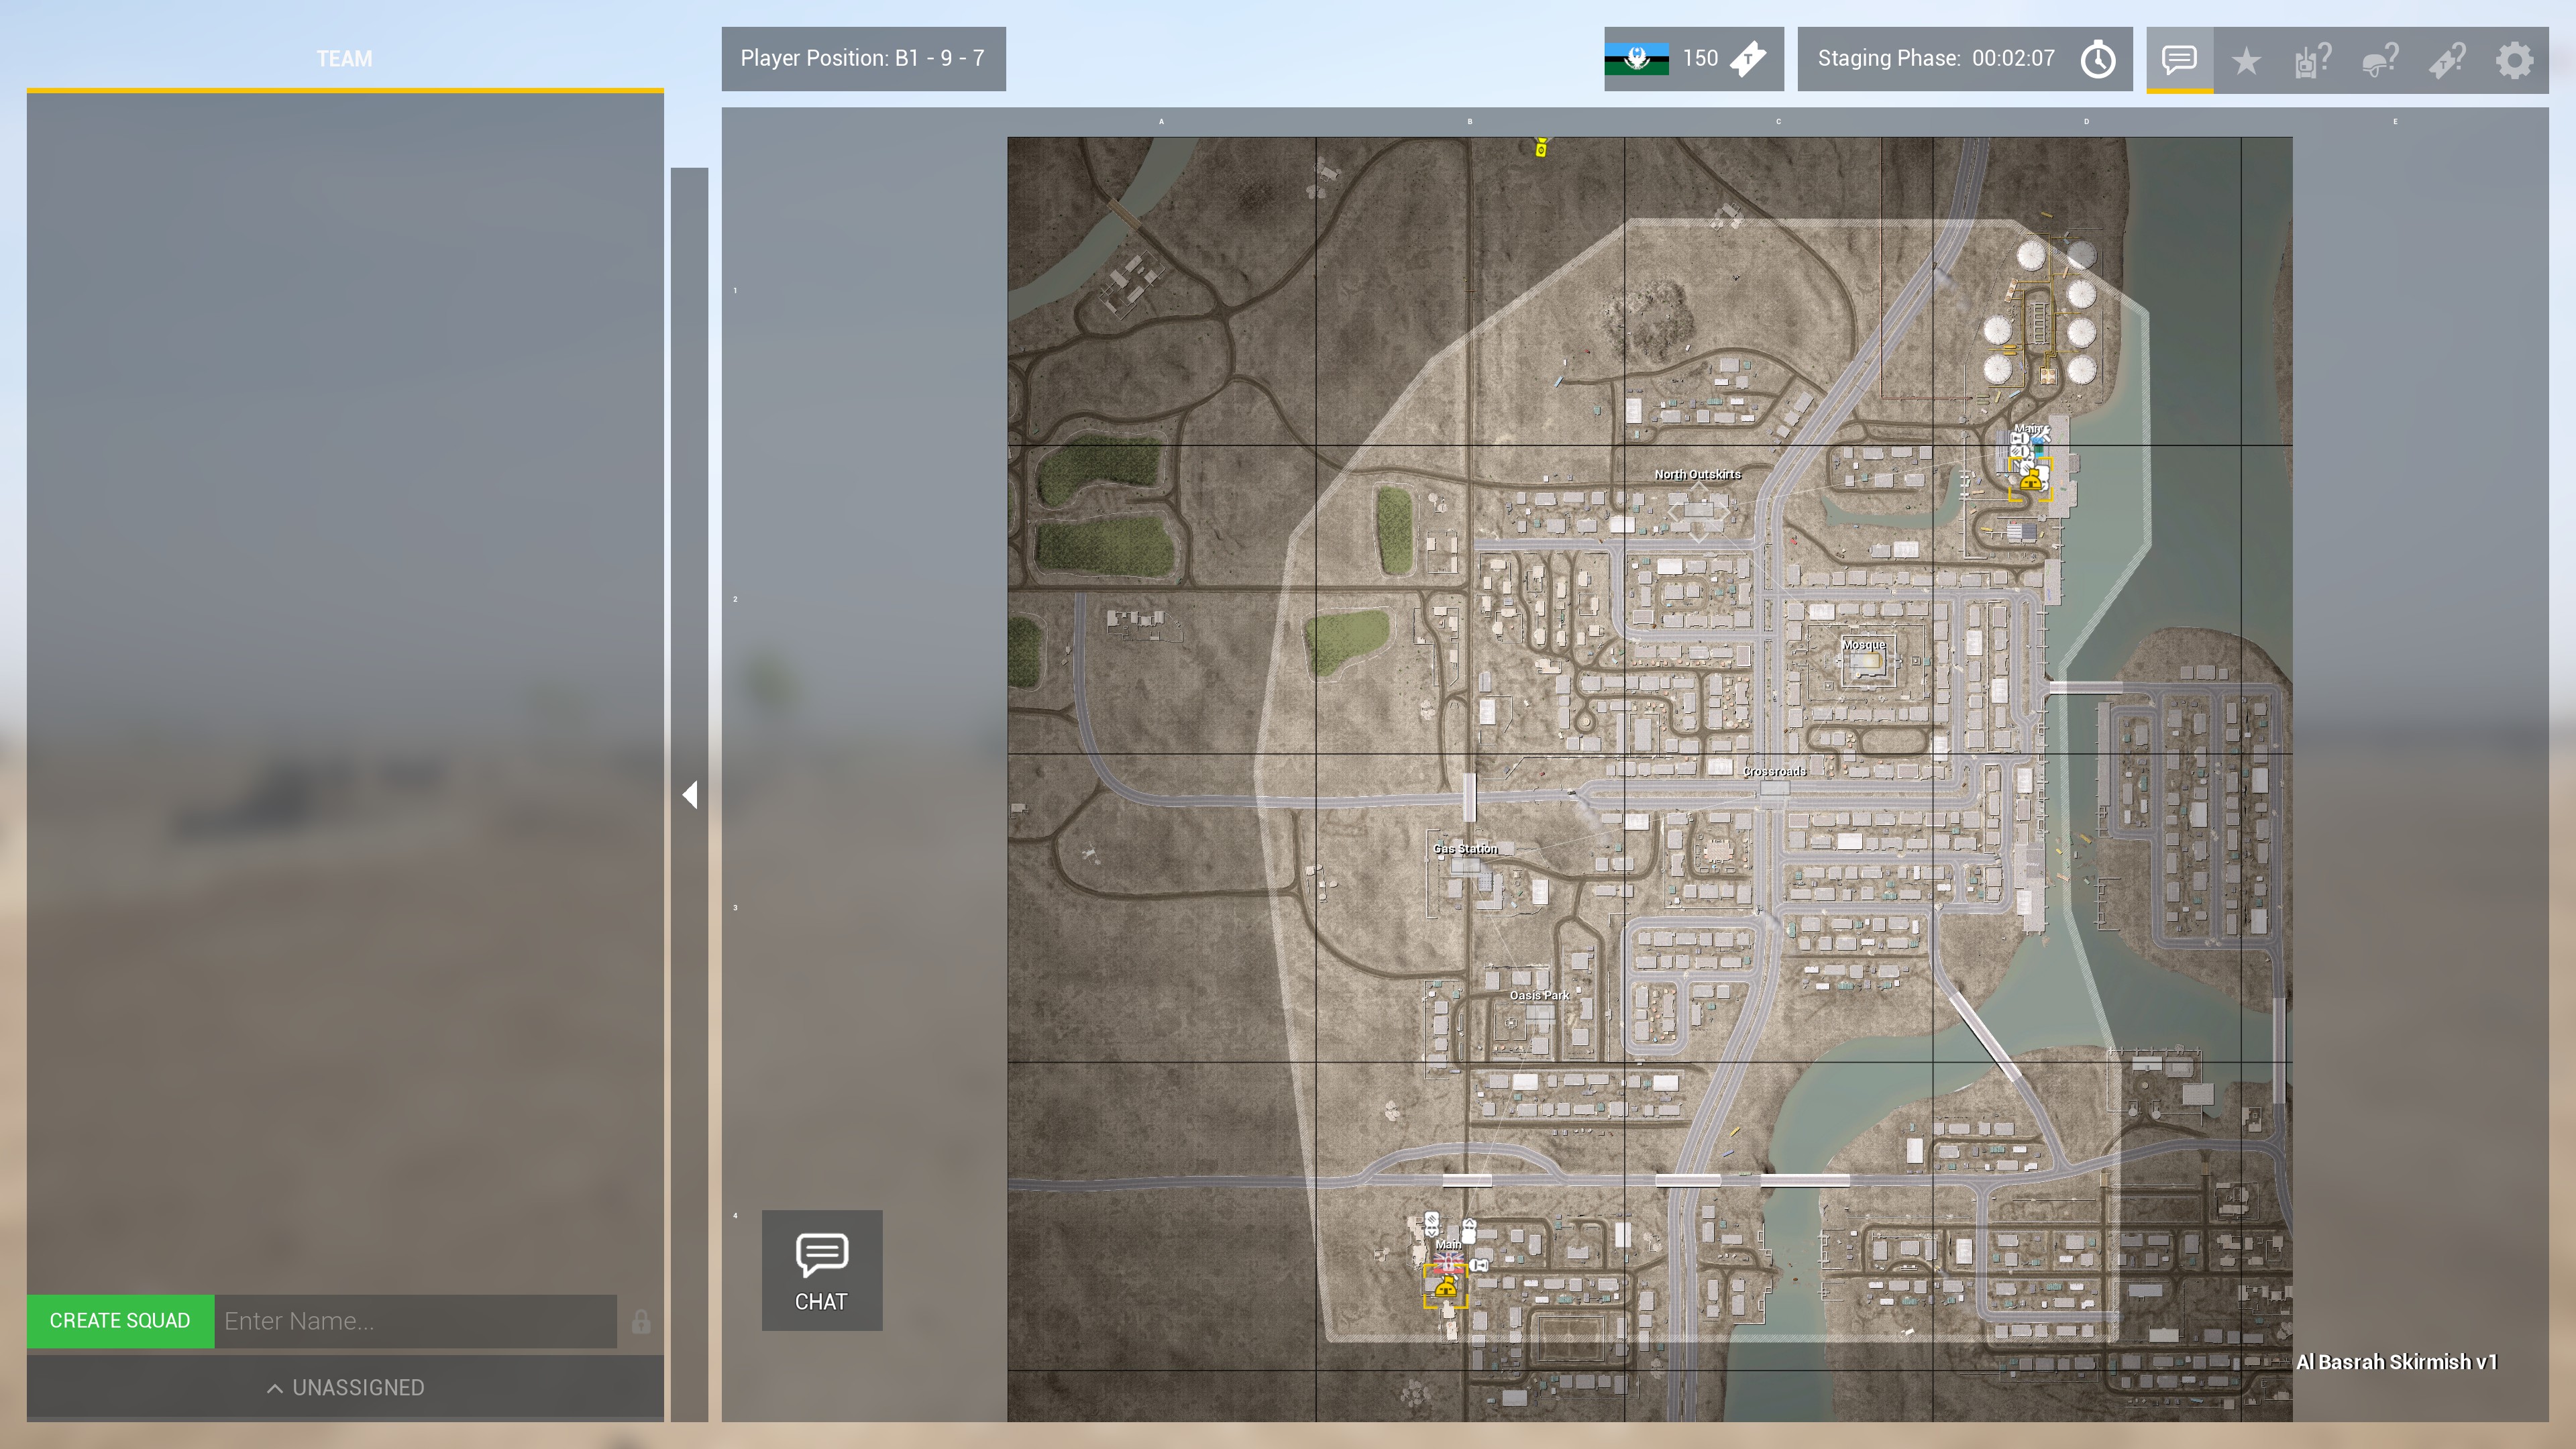 TEAM
Player Position: B1 - 9 - 7
150
T
Staging Phase: 00:02:07
A
B
C
D
E
1
Main
North Outskirts
2
Mosque
Crossroads
Gas Station
3
Oasis Park
4
Main
CHAT
CREATE SQUAD
Enter Name...
Al Basrah Skirmish v1
UNASSIGNED